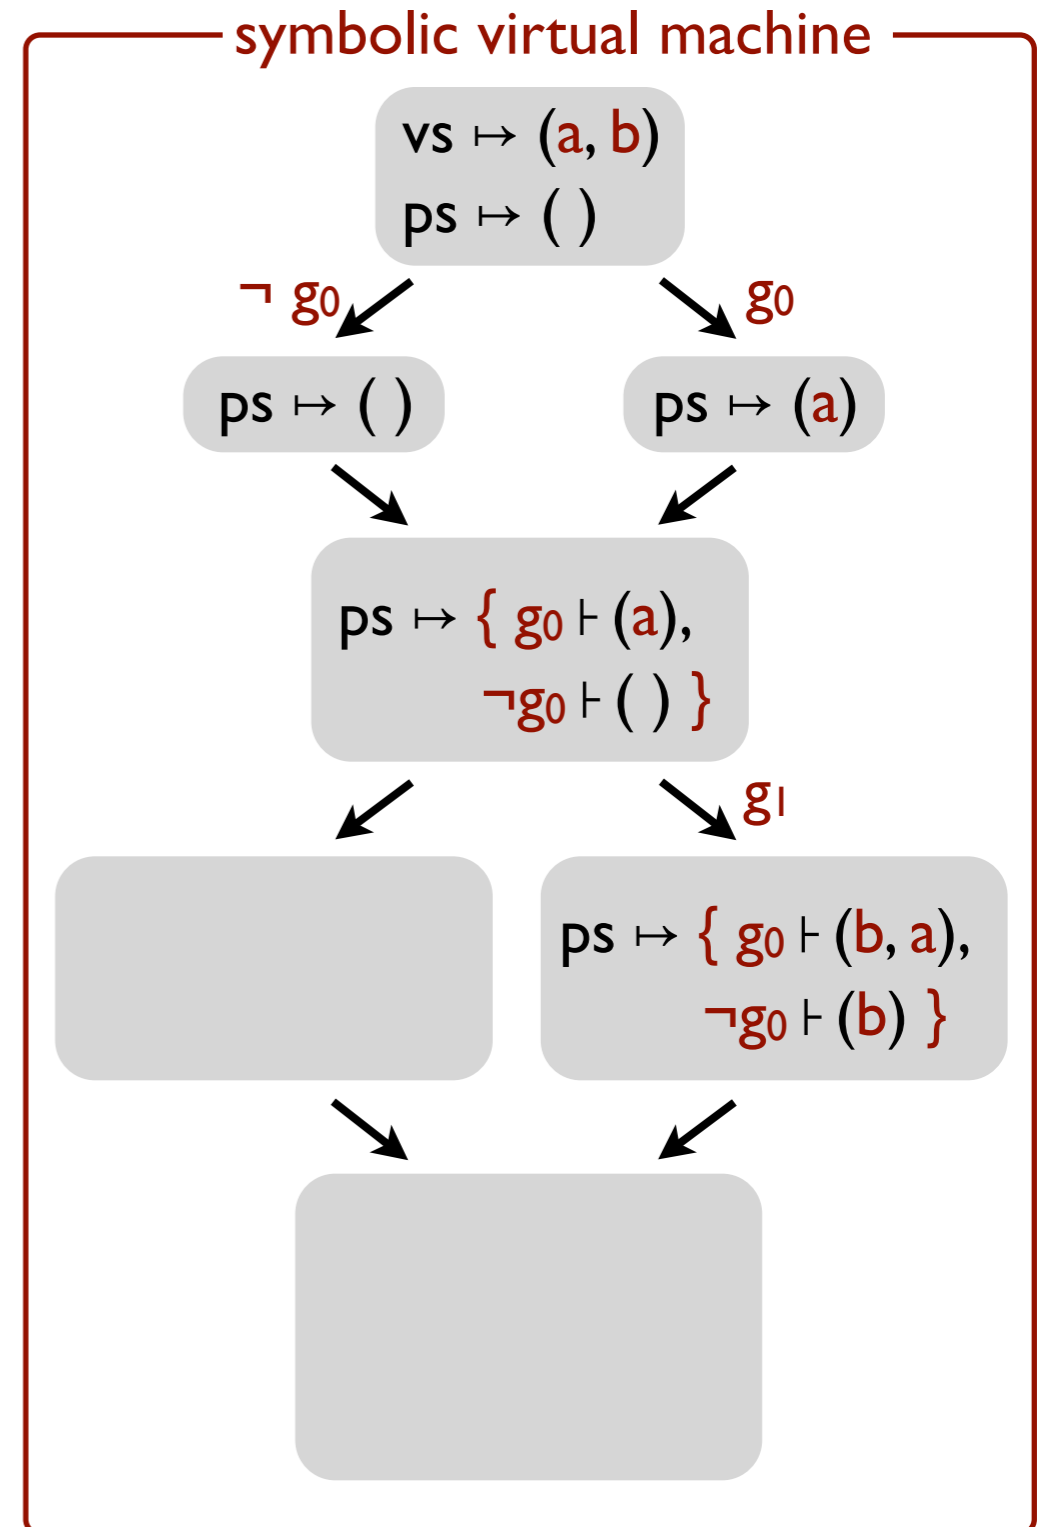 symbolic virtual machine
vs ↦ (a, b)
ps ↦ ( )
¬ g₀
g₀
ps ↦ ( )
ps ↦ (a)
ps ↦ { g₀ ⊦ (a),
¬g₀ ⊦ ( ) }
g₁
ps ↦ { g₀ ⊦ (b, a),
¬g₀ ⊦ (b) }